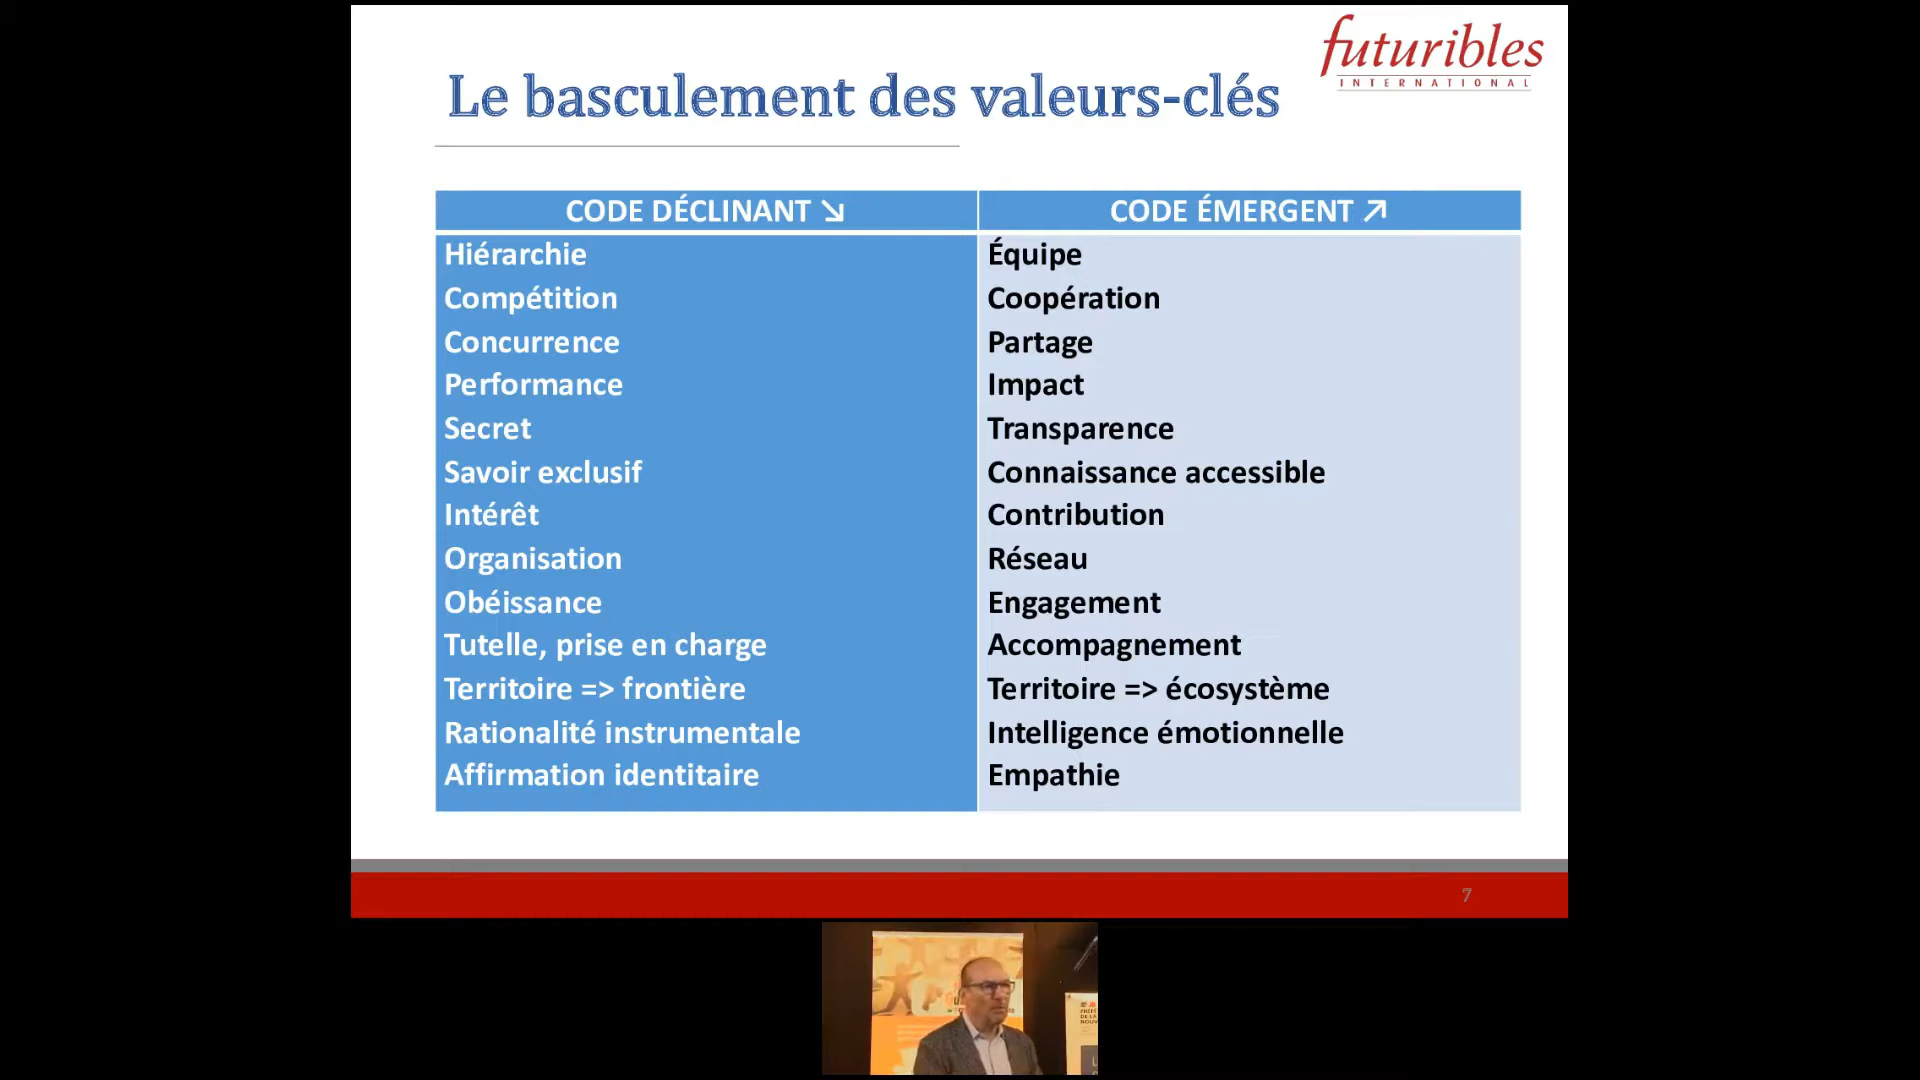 futuribles
INTERNATIONAL
Le basculement des valeurs-clés
CODE DÉCLINANT ↘ CODE ÉMERGENT ↗
Hiérarchie Équipe
Compétition Coopération
Concurrence Partage
Performance Impact
Secret Transparence
Savoir exclusif Connaissance accessible
Intérêt Contribution
Organisation Réseau
Obéissance Engagement
Tutelle, prise en charge Accompagnement
Territoire => frontière Territoire => écosystème
Rationalité instrumentale Intelligence émotionnelle
Affirmation identitaire Empathie
7